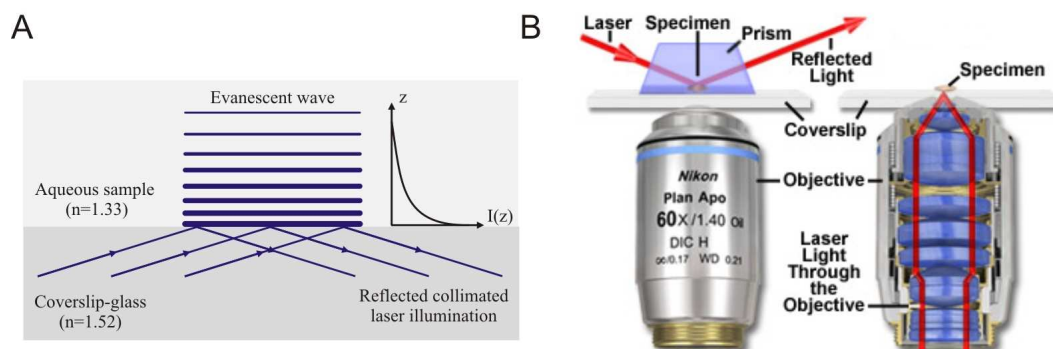 A
Evanescent wave
z
I(z)
Aqueous sample
(n=1.33)
Coverslip-glass
(n=1.52)
Reflected collimated
laser illumination
B
Laser
Specimen
Prism
Reflected
Light
Specimen
Coverslip
Objective
Nikon
Plan Apo
60X/1.40 Oil
DIC H
∞/0.17 WD 0.21
Laser
Light
Through
the
Objective